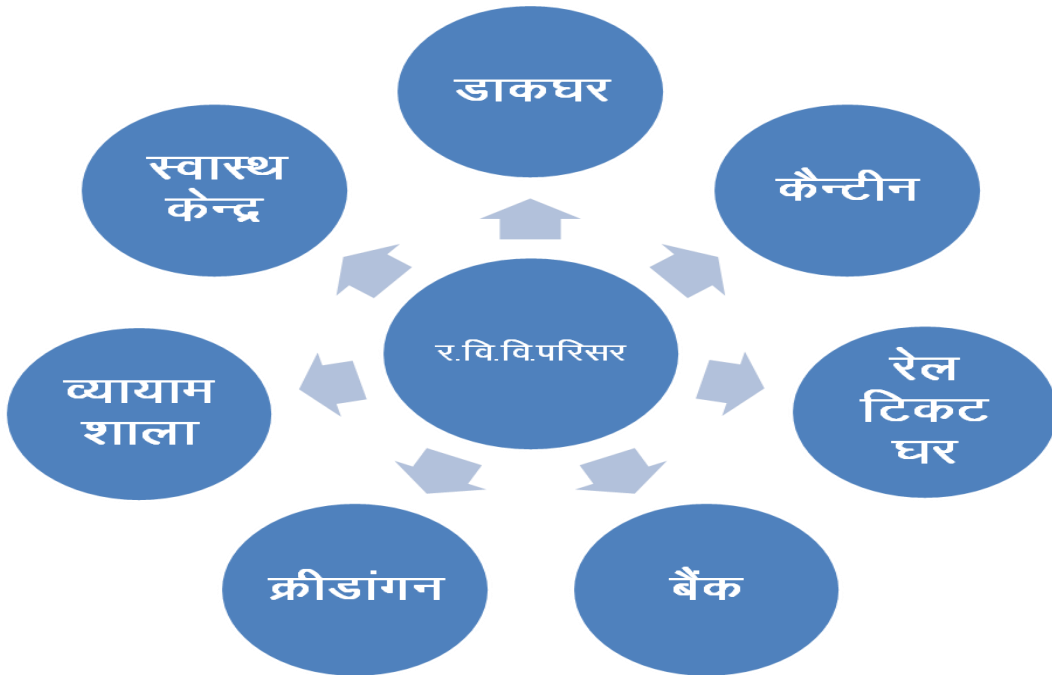 डाकघर
कैन्टीन
रेल
टिकट
घर
बैंक
क्रीडांगन
व्यायाम
शाला
स्वास्थ
केन्द्र
र.वि.वि.परिसर